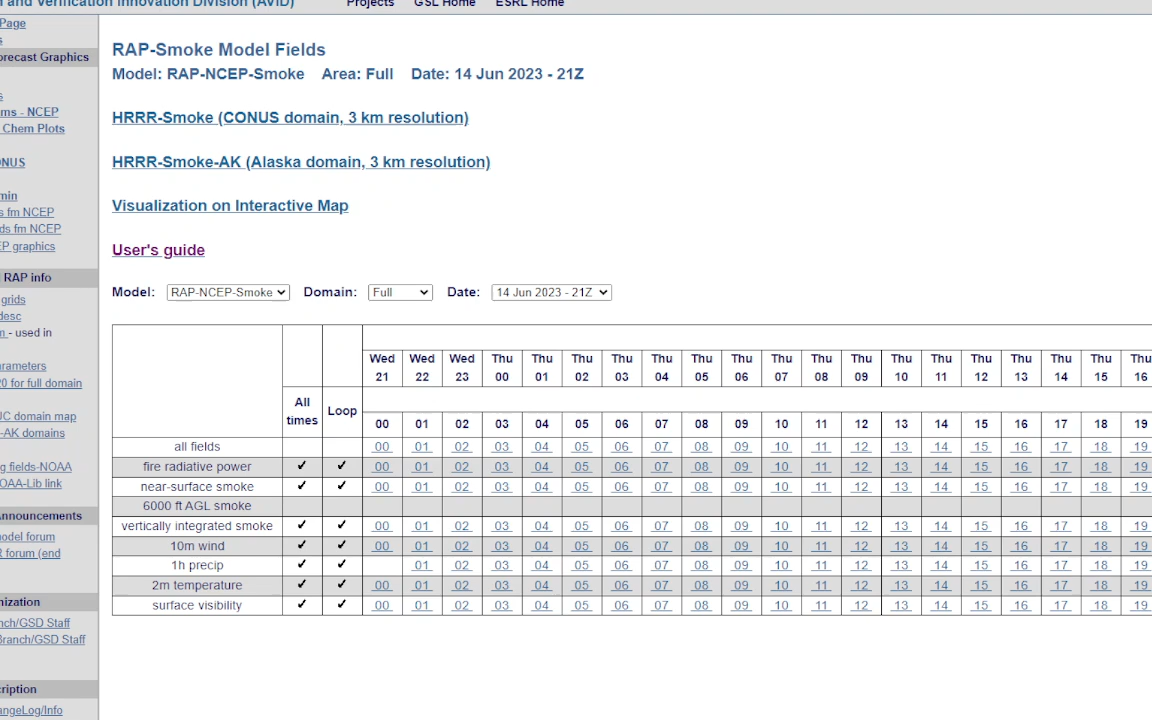 n and Verification Innovation Division (AVID) Projects GSL Home ESRL Home
Page
s
orecast Graphics
s
ms - NCEP
Chem Plots
ONUS
min
s fm NCEP
ds fm NCEP
EP graphics
RAP info
grids
desc
m - used in
arameters
20 for full domain
UC domain map
-AK domains
g fields-NOAA
OAA-Lib link
Announcements
model forum
R forum (end
nization
nch/GSD Staff
Branch/GSD Staff
cription
angeLog/Info
RAP-Smoke Model Fields
Model: RAP-NCEP-Smoke Area: Full Date: 14 Jun 2023 - 21Z
HRRR-Smoke (CONUS domain, 3 km resolution)
HRRR-Smoke-AK (Alaska domain, 3 km resolution)
Visualization on Interactive Map
User's guide
Model: RAP-NCEP-Smoke Domain: Full Date: 14 Jun 2023 - 21Z
Wed Wed Wed Thu Thu Thu Thu Thu Thu Thu Thu Thu Thu Thu Thu Thu Thu Thu Thu Thu
21 22 23 00 01 02 03 04 05 06 07 08 09 10 11 12 13 14 15 16
All times Loop 00 01 02 03 04 05 06 07 08 09 10 11 12 13 14 15 16 17 18 19
all fields 00 01 02 03 04 05 06 07 08 09 10 11 12 13 14 15 16 17 18 19
fire radiative power ✓ ✓ 00 01 02 03 04 05 06 07 08 09 10 11 12 13 14 15 16 17 18 19
near-surface smoke ✓ ✓ 00 01 02 03 04 05 06 07 08 09 10 11 12 13 14 15 16 17 18 19
6000 ft AGL smoke
vertically integrated smoke ✓ ✓ 00 01 02 03 04 05 06 07 08 09 10 11 12 13 14 15 16 17 18 19
10m wind ✓ ✓ 00 01 02 03 04 05 06 07 08 09 10 11 12 13 14 15 16 17 18 19
1h precip ✓ ✓ 01 02 03 04 05 06 07 08 09 10 11 12 13 14 15 16 17 18 19
2m temperature ✓ ✓ 00 01 02 03 04 05 06 07 08 09 10 11 12 13 14 15 16 17 18 19
surface visibility ✓ ✓ 00 01 02 03 04 05 06 07 08 09 10 11 12 13 14 15 16 17 18 19